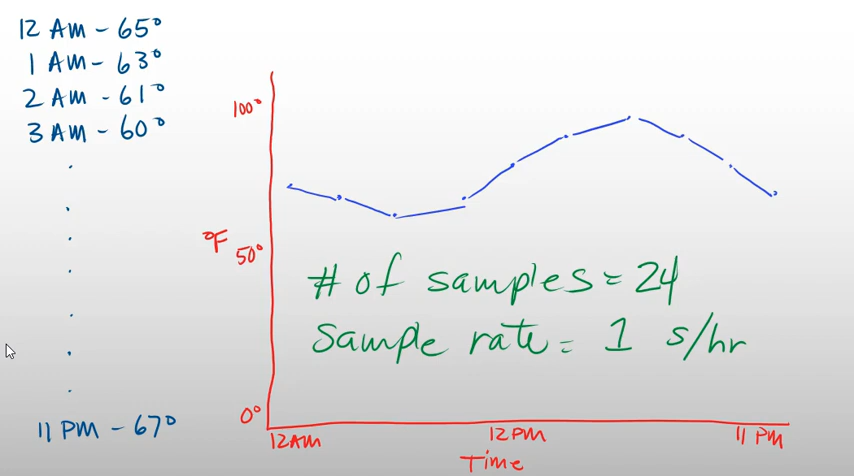 12 AM - 65°
1 AM - 63°
2 AM - 61°
3 AM - 60°
11 PM - 67°
100°
°F
50°
0°
# of samples = 24
sample rate = 1 s/hr
12AM
12PM
11 PM
Time